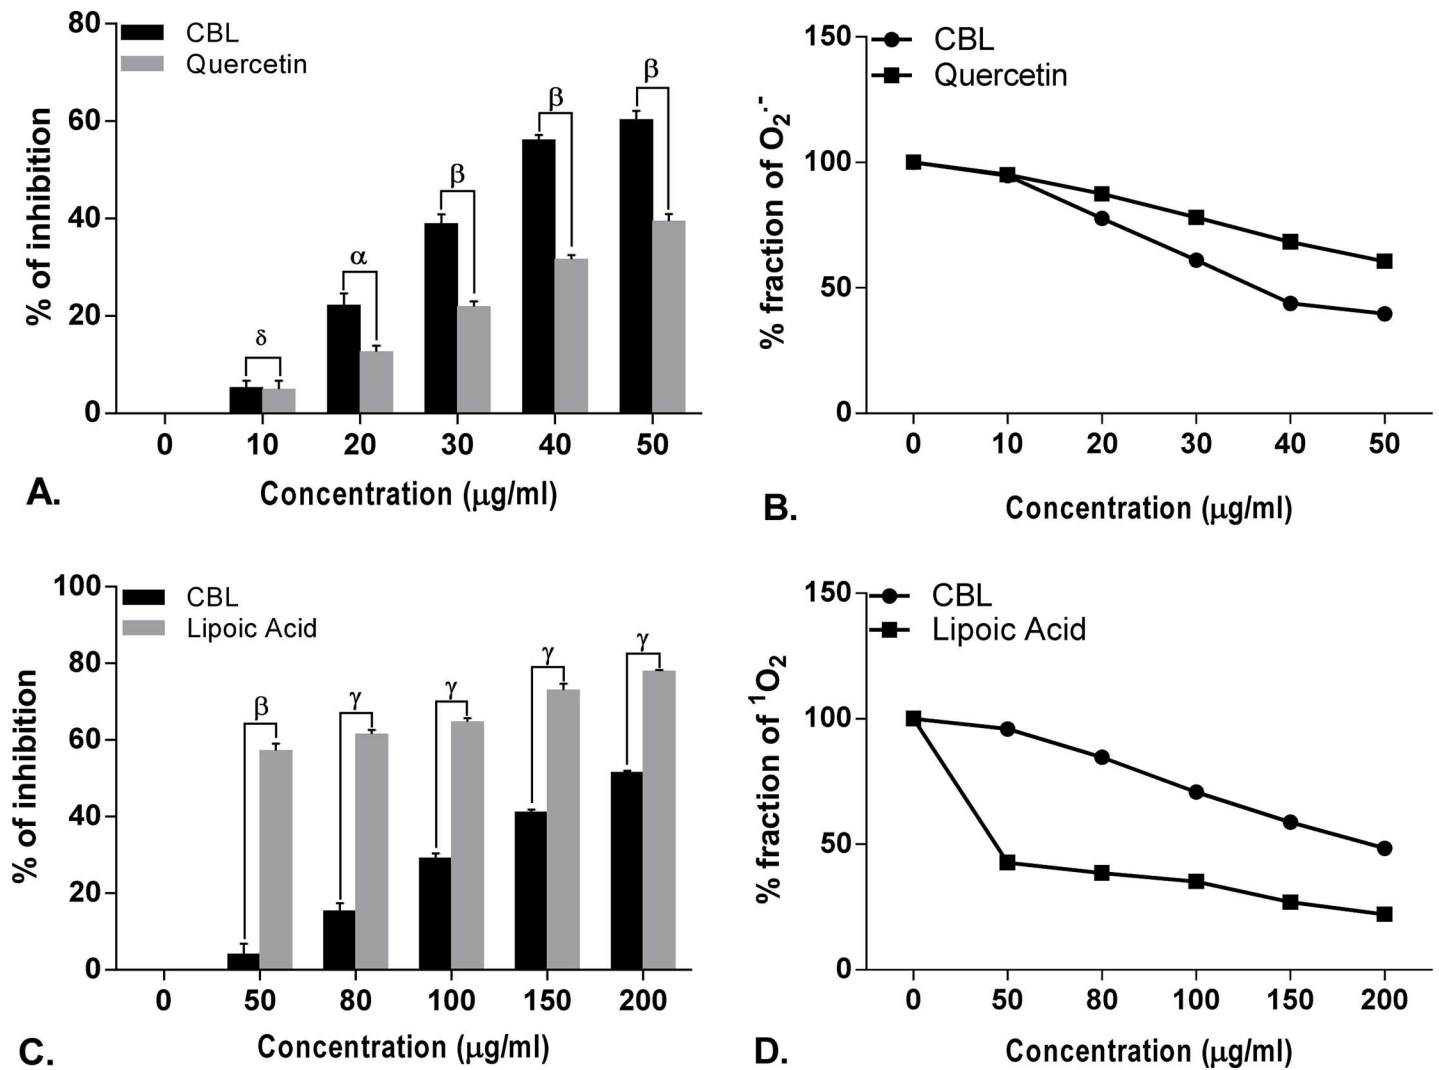 80
60
40
20
0
% of inhibition
CBL
Quercetin
δ
α
β
β
β
0 10 20 30 40 50
Concentration (μg/ml)
A.
150
100
50
0
% fraction of O₂·⁻
CBL
Quercetin
0 10 20 30 40 50
Concentration (μg/ml)
B.
100
80
60
40
20
0
% of inhibition
CBL
Lipoic Acid
β
γ
γ
γ
γ
0 50 80 100 150 200
Concentration (μg/ml)
C.
150
100
50
0
% fraction of ¹O₂
CBL
Lipoic Acid
0 50 80 100 150 200
Concentration (μg/ml)
D.